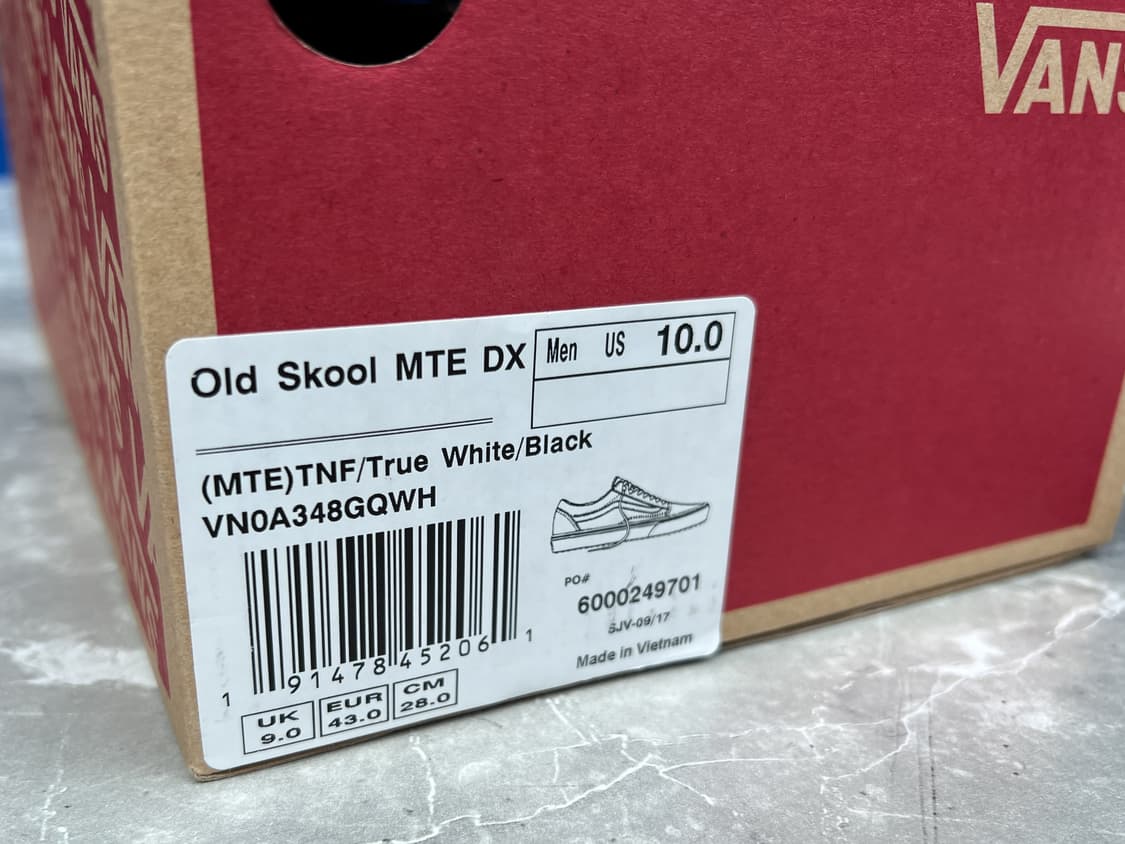 VANS
Old Skool MTE DX
Men US 10.0
(MTE)TNF/True White/Black
VN0A348GQWH
1 91478 45206 1
PO#
6000249701
SJV-09/17
Made in Vietnam
UK
9.0
EUR
43.0
CM
28.0